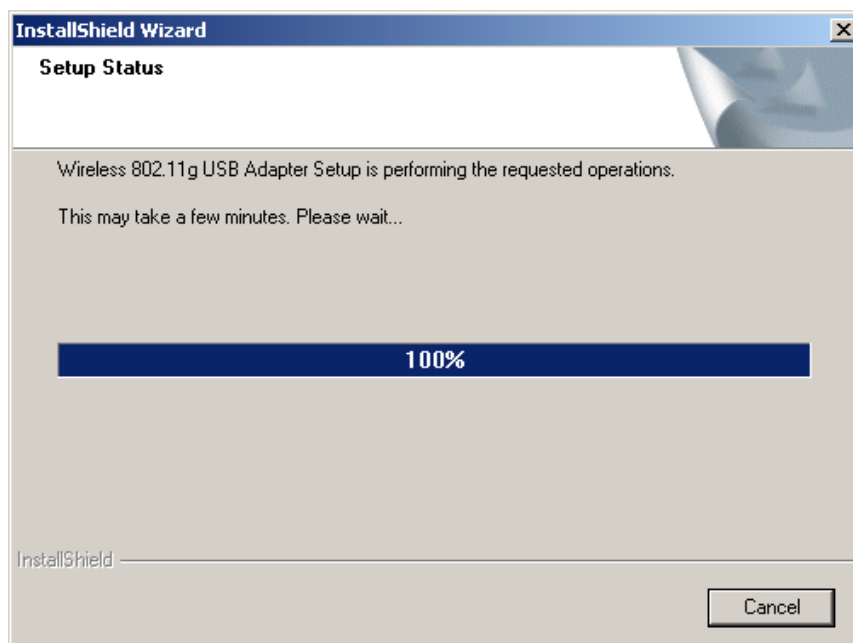 InstallShield Wizard
Setup Status
Wireless 802.11g USB Adapter Setup is performing the requested operations.
This may take a few minutes. Please wait...
100%
InstallShield
Cancel